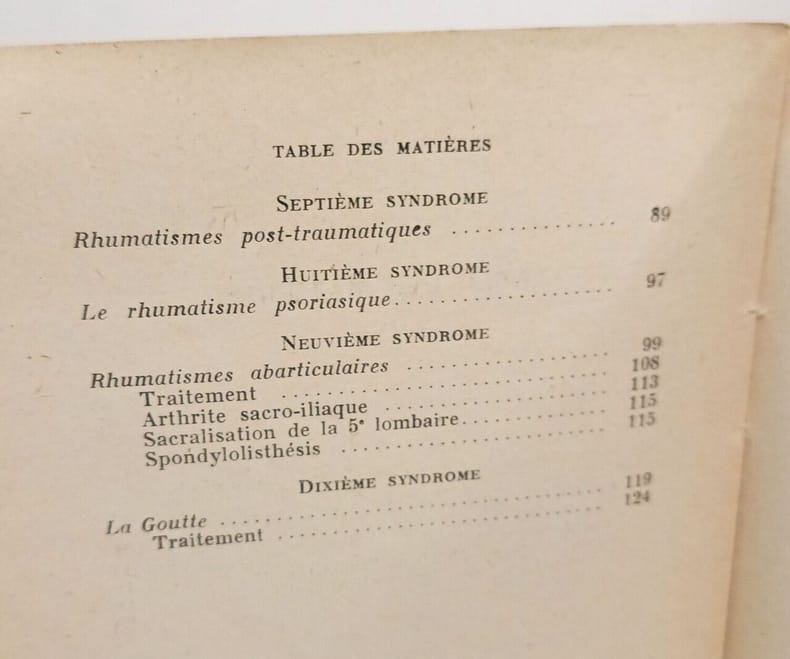 TABLE DES MATIÈRES
SEPTIÈME SYNDROME
Rhumatismes post-traumatiques .............. 89
HUITIÈME SYNDROME
Le rhumatisme psoriasique.................. 97
NEUVIÈME SYNDROME
Rhumatismes abarticulaires ................ 99
Traitement .......................... 108
Arthrite sacro-iliaque .................. 113
Sacralisation de la 5e lombaire............ 115
Spondylolisthésis ...................... 115
DIXIÈME SYNDROME
La Goutte .............................. 119
Traitement .......................... 124